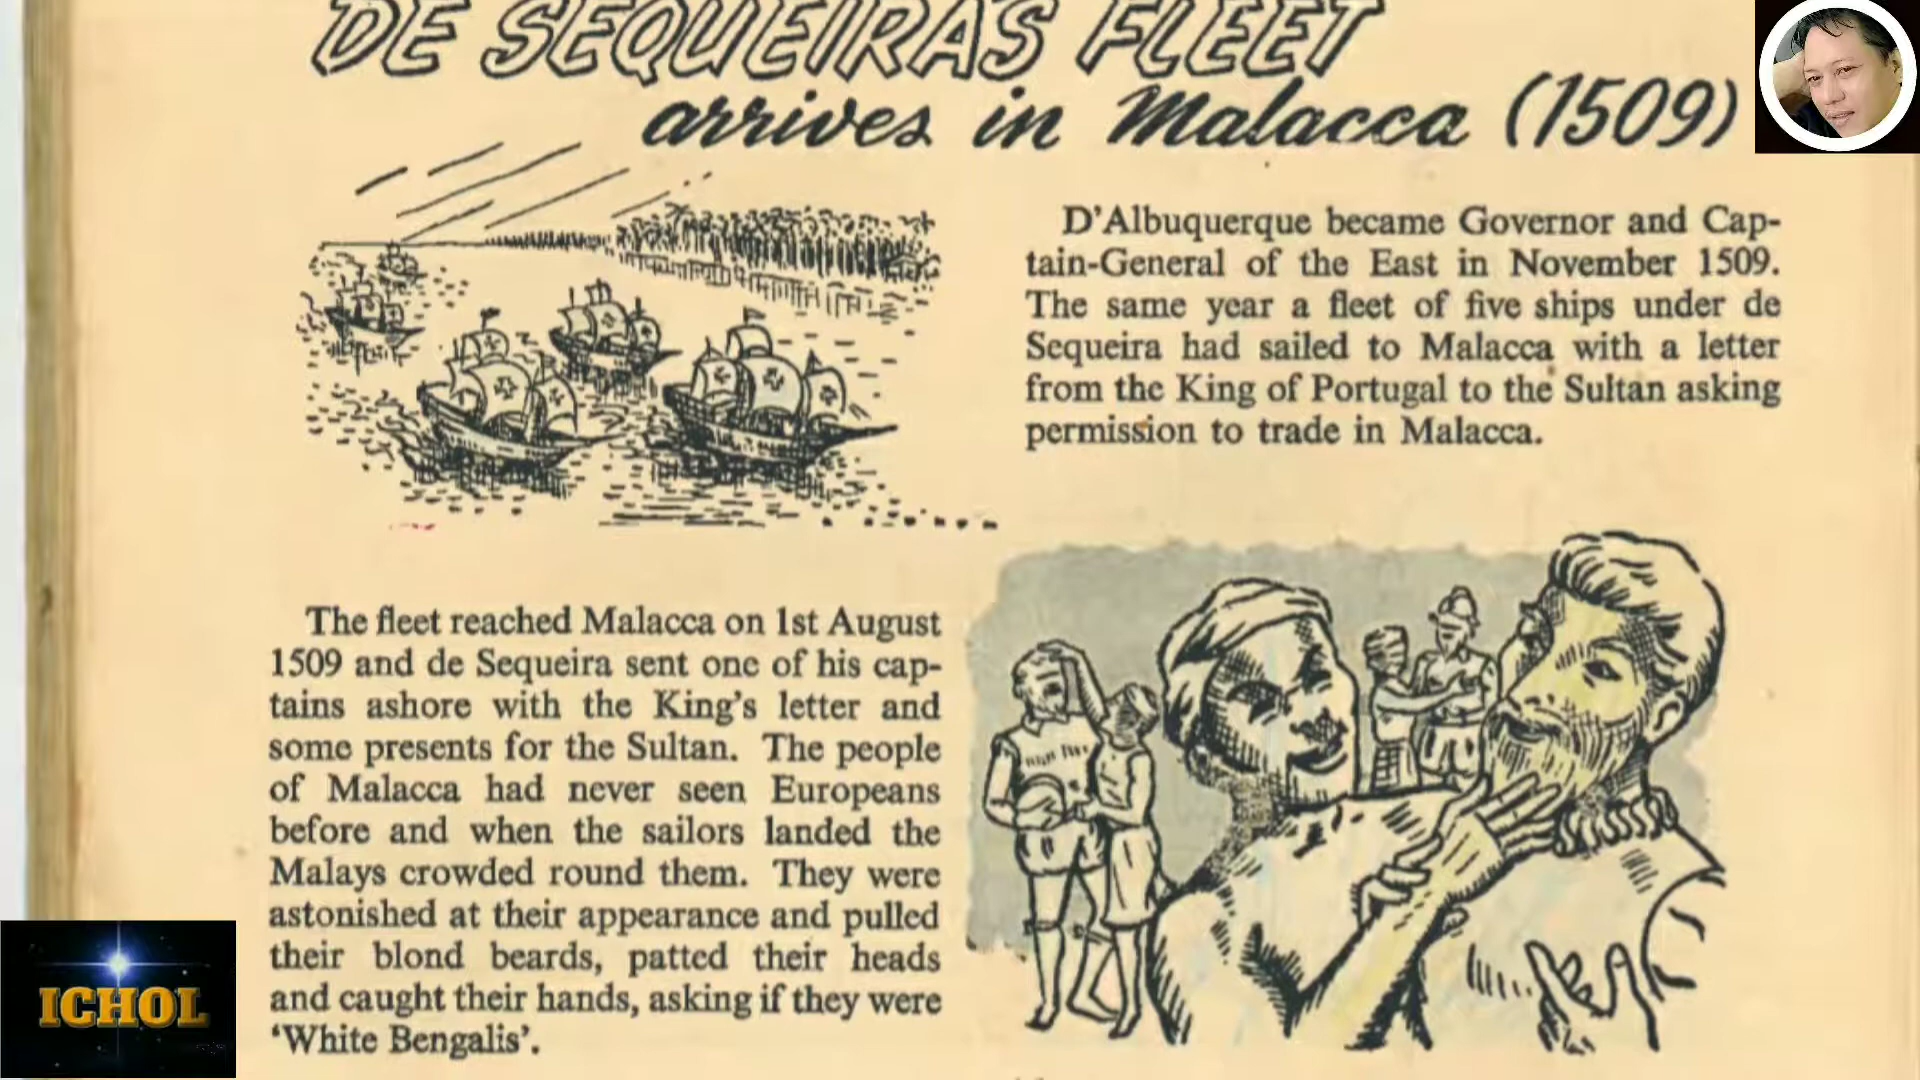 DE SEQUEIRAS FLEET
arrives in Malacca (1509)
D'Albuquerque became Governor and Cap-
tain-General of the East in November 1509.
The same year a fleet of five ships under de
Sequeira had sailed to Malacca with a letter
from the King of Portugal to the Sultan asking
permission to trade in Malacca.
The fleet reached Malacca on 1st August
1509 and de Sequeira sent one of his cap-
tains ashore with the King's letter and
some presents for the Sultan. The people
of Malacca had never seen Europeans
before and when the sailors landed the
Malays crowded round them. They were
astonished at their appearance and pulled
their blond beards, patted their heads
and caught their hands, asking if they were
'White Bengalis'.
ICHOL